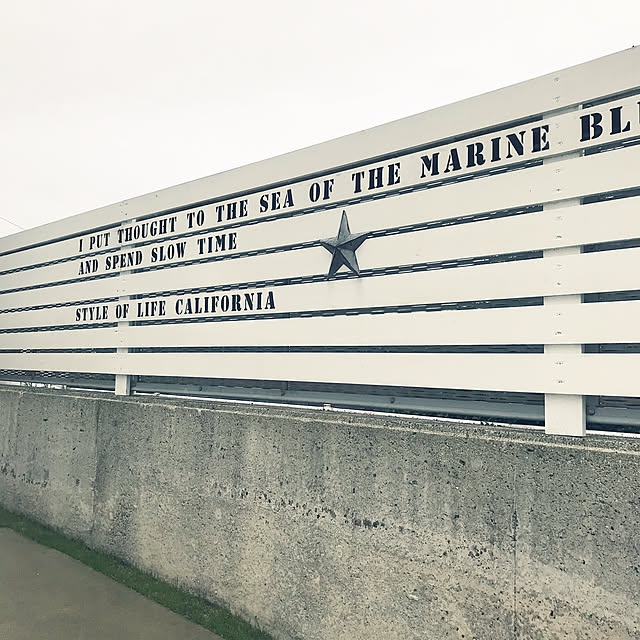 I PUT THOUGHT TO THE SEA OF THE MARINE
AND SPEND SLOW TIME
STYLE OF LIFE CALIFORNIA